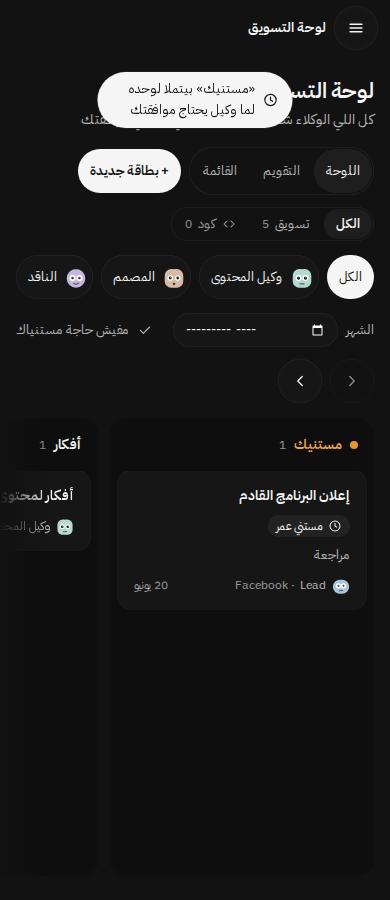 لوحة التسويق
لوحة التس
«مستنيك» بيتملا لوحده
لما وكيل يحتاج موافقتك
كل اللي الوكلاء
اللوحة
التقويم
القائمة
+ بطاقة جديدة
الكل
تسويق 5
كود 0
الكل
وكيل المحتوى
المصمم
الناقد
الشهر
--------- ----
مفيش حاجة مستنياك
مستنيك 1
إعلان البرنامج القادم
مستني عمر
مراجعة
Facebook · Lead
20 يونيو
أفكار 1
أفكار لمحتوى
وكيل المح